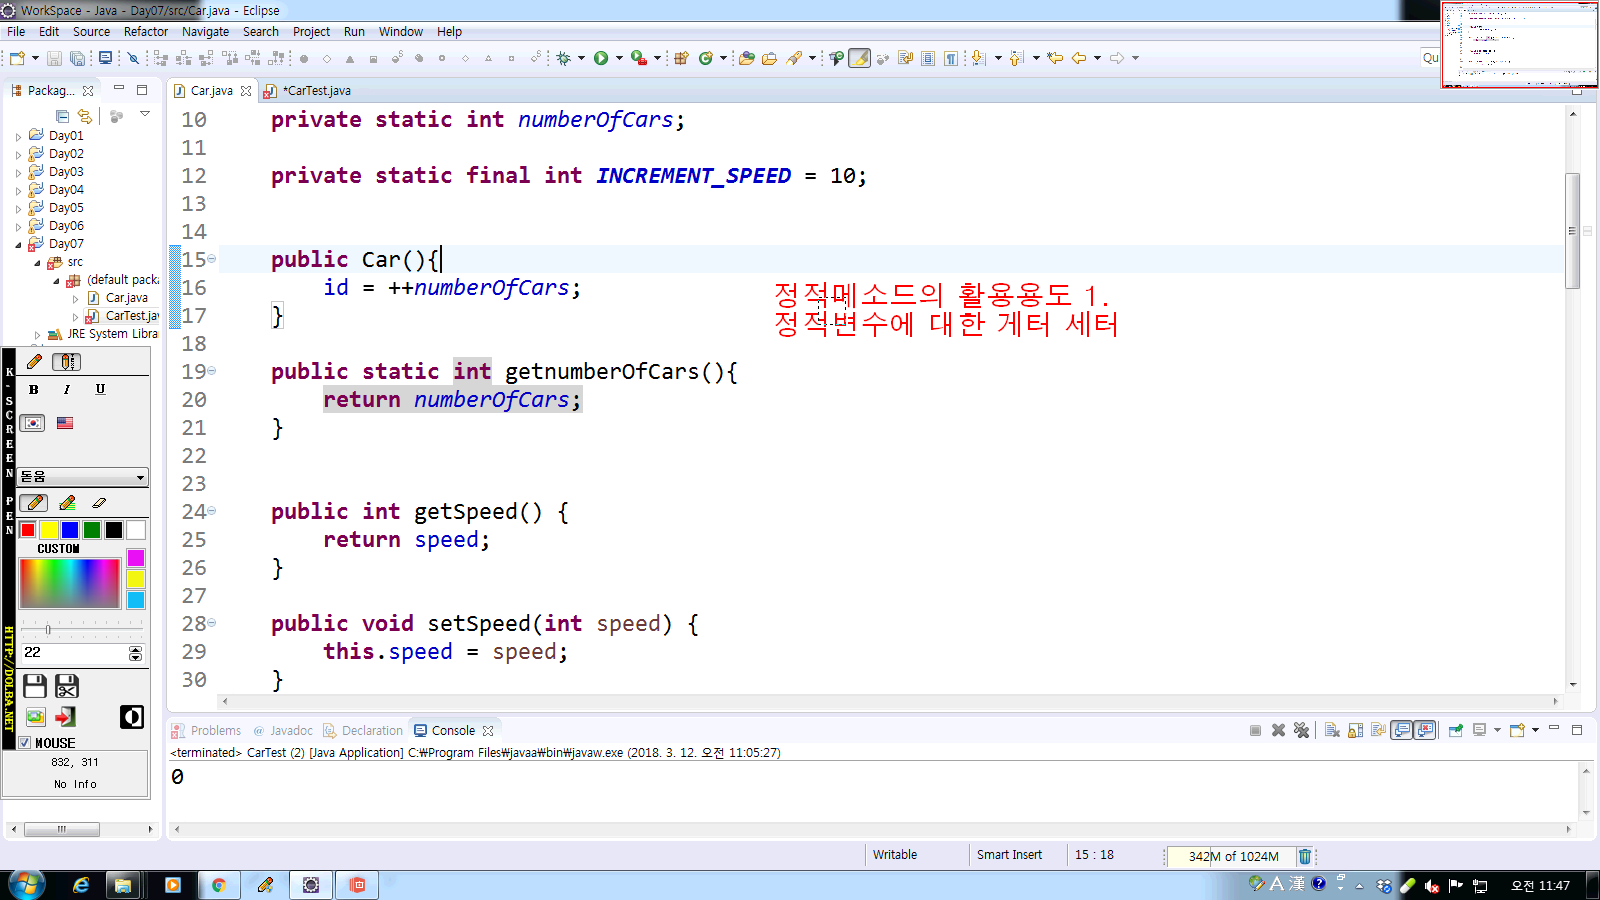 WorkSpace - Java - Day07/src/Car.java - Eclipse
File Edit Source Refactor Navigate Search Project Run Window Help
Qu
Packag...
Car.java
*CarTest.java
Day01
Day02
Day03
Day04
Day05
Day06
Day07
src
(default packa
Car.java
CarTest.jav
JRE System Librar
10 private static int numberOfCars;
11
12 private static final int INCREMENT_SPEED = 10;
13
14
15 public Car(){
16 id = ++numberOfCars;
17 }
18
19 public static int getnumberOfCars(){
20 return numberOfCars;
21 }
22
23
24 public int getSpeed() {
25 return speed;
26 }
27
28 public void setSpeed(int speed) {
29 this.speed = speed;
30 }
정적메소드의 활용용도 1.
정적변수에 대한 게터 세터
K-SCREEN PEN
HTTP://DOLBA.NET
TEXT
B I U
돋움
CUSTOM
22
MOUSE
832, 311
No Info
Problems @ Javadoc Declaration Console
<terminated> CarTest (2) [Java Application] C:₩Program Files₩javaa₩bin₩javaw.exe (2018. 3. 12. 오전 11:05:27)
0
Writable Smart Insert 15 : 18 342M of 1024M
A 漢 ? 오전 11:47